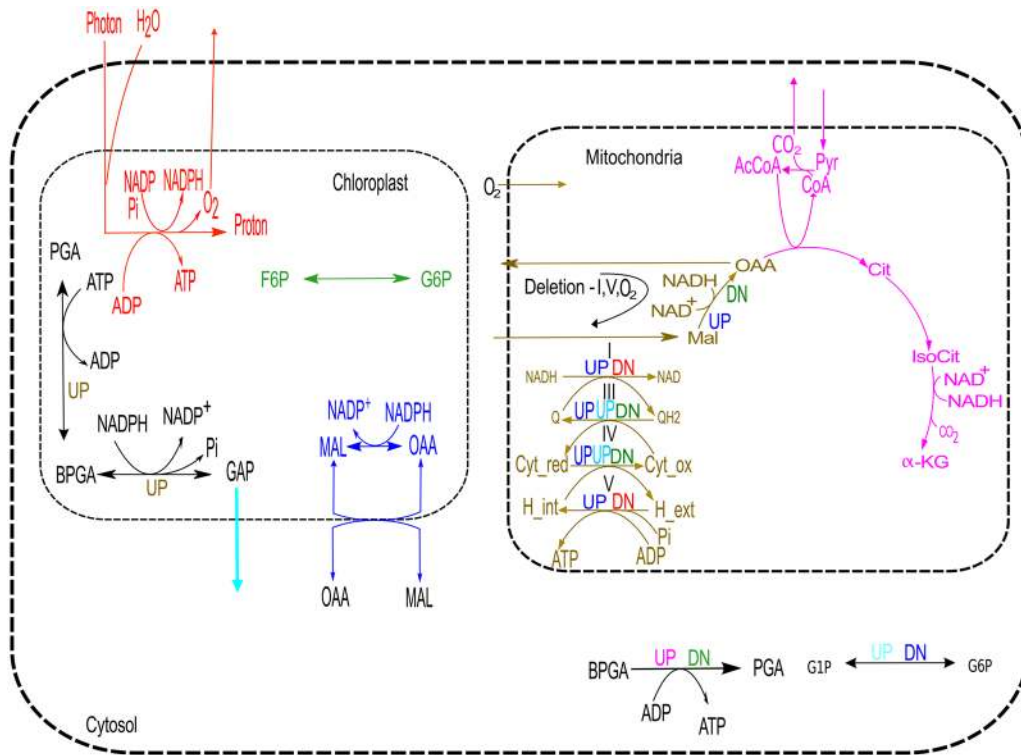 Photon H2O
Chloroplast
NADP NADPH
Pi O2
Proton
ADP ATP
PGA
ATP
ADP
UP
F6P G6P
NADPH NADP+
Pi
BPGA GAP
UP
NADP+ NADPH
MAL OAA
OAA MAL
Mitochondria
O2
CO2
AcCoA Pyr
CoA
OAA Cit
Deletion -I,V,O2
NADH
NAD+
DN
UP
Mal
IsoCit
NAD+
NADH
CO2
α-KG
I
UP DN
NADH NAD
III
Q UP UP DN QH2
IV
UP UP DN
Cyt_red Cyt_ox
V
UP DN
H_int H_ext
Pi
ATP ADP
UP DN
BPGA PGA
ADP ATP
UP DN
G1P G6P
Cytosol